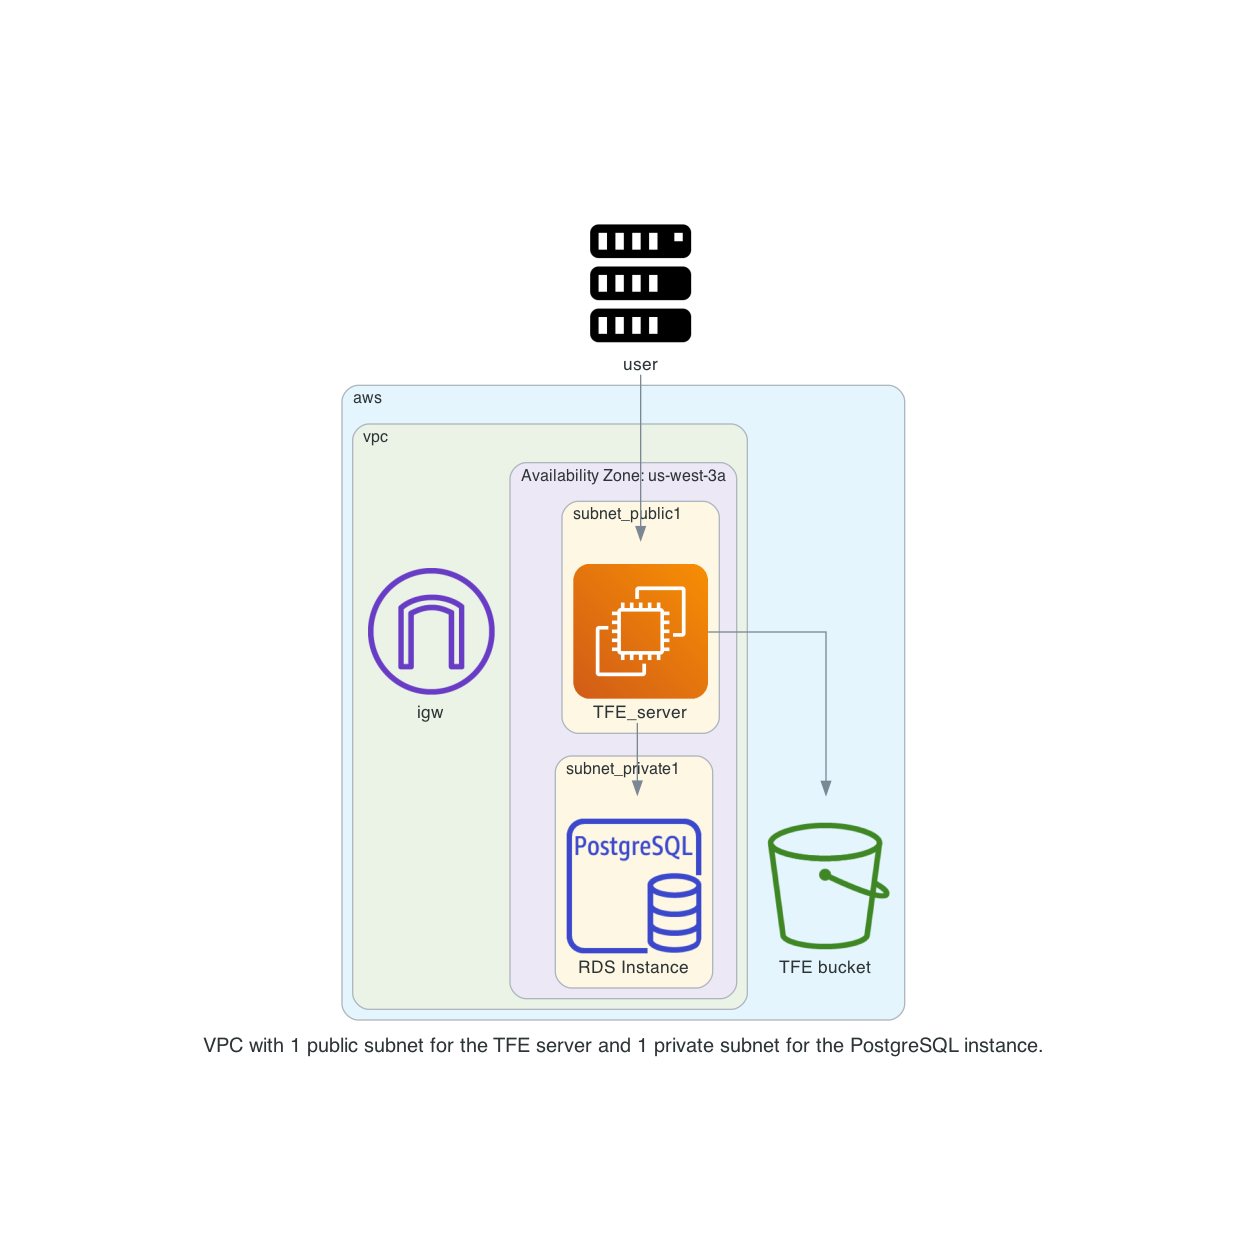 user
aws
vpc
Availability Zone: us-west-3a
subnet_public1
igw
TFE_server
subnet_private1
PostgreSQL
RDS Instance
TFE bucket
VPC with 1 public subnet for the TFE server and 1 private subnet for the PostgreSQL instance.